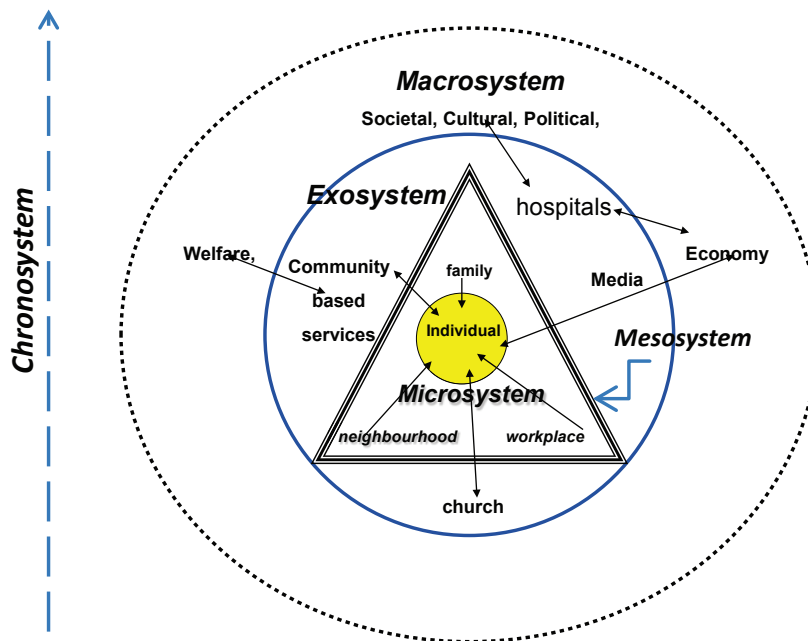 Macrosystem
Societal, Cultural, Political,
Exosystem
hospitals
Chronosystem
Welfare,
Economy
Community
family
Media
based
services
Individual
Mesosystem
Microsystem
neighbourhood
workplace
church